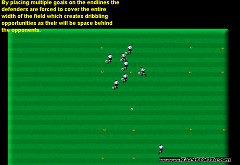 By placing multiple goals on the endlines the
defenders are forced to cover the entire
width of the field which creates dribbling
opportunities as their will be space behind
the opponents.